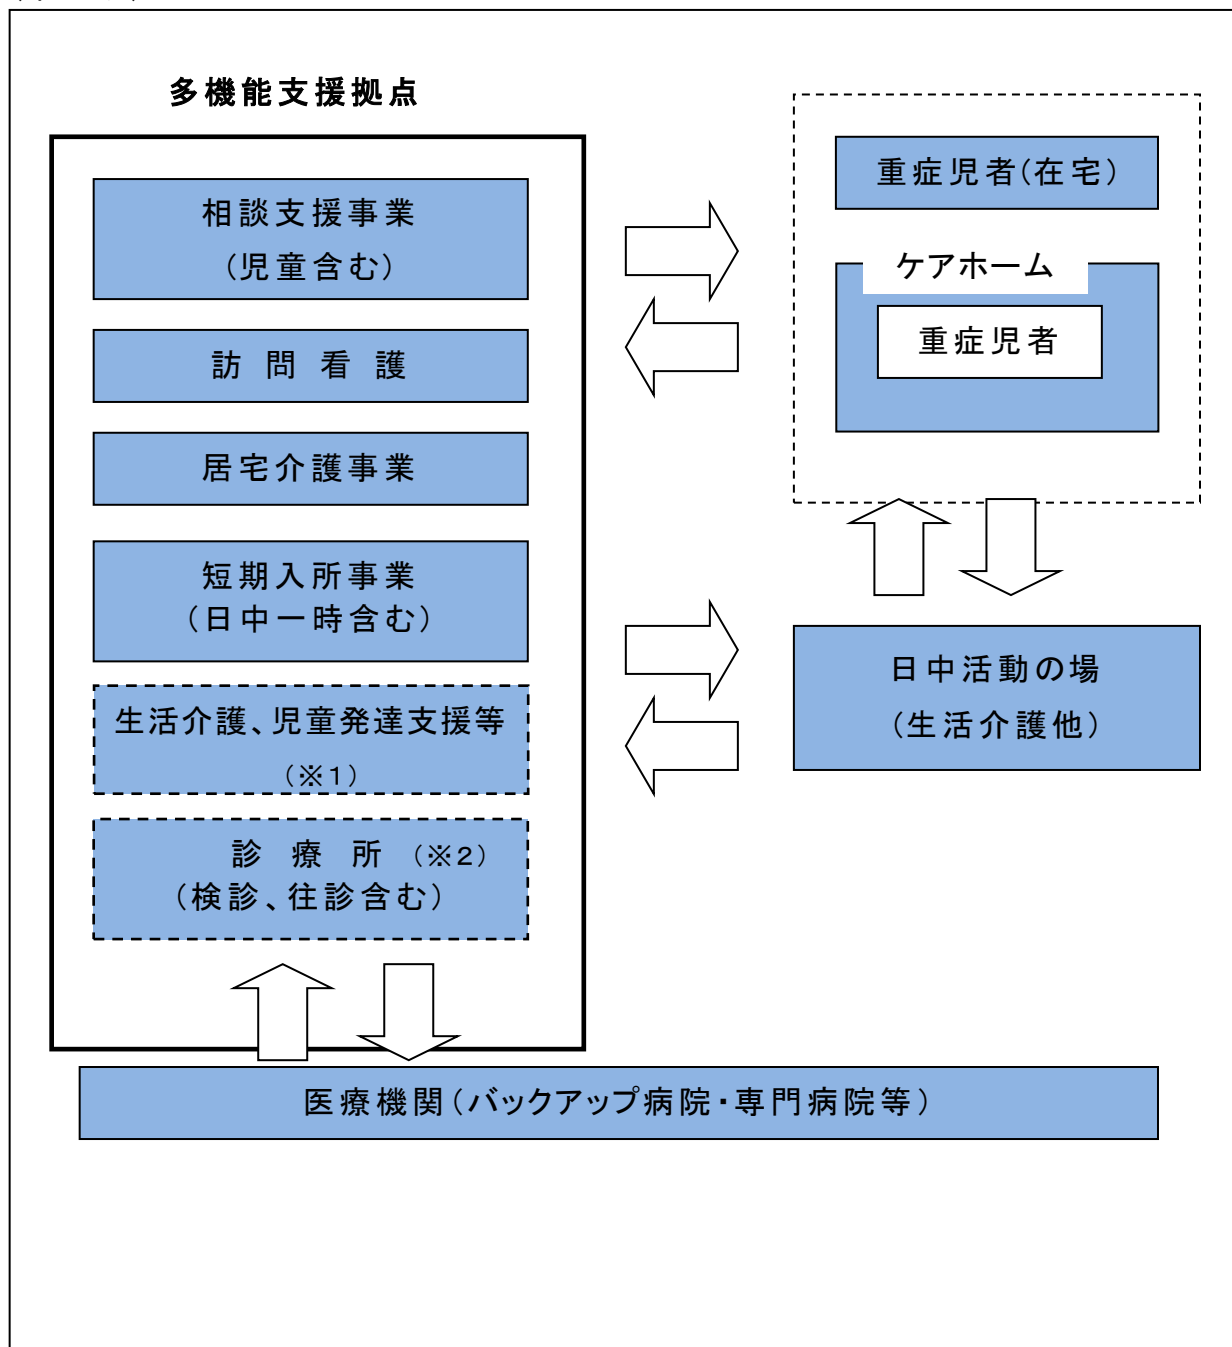 多機能支援拠点
相談支援事業
(児童含む)
訪問看護
居宅介護事業
短期入所事業
(日中一時含む)
生活介護、児童発達支援等
(※1)
診療所(※2)
(検診、往診含む)
重症児者(在宅)
ケアホーム
重症児者
日中活動の場
(生活介護他)
医療機関(バックアップ病院・専門病院等)